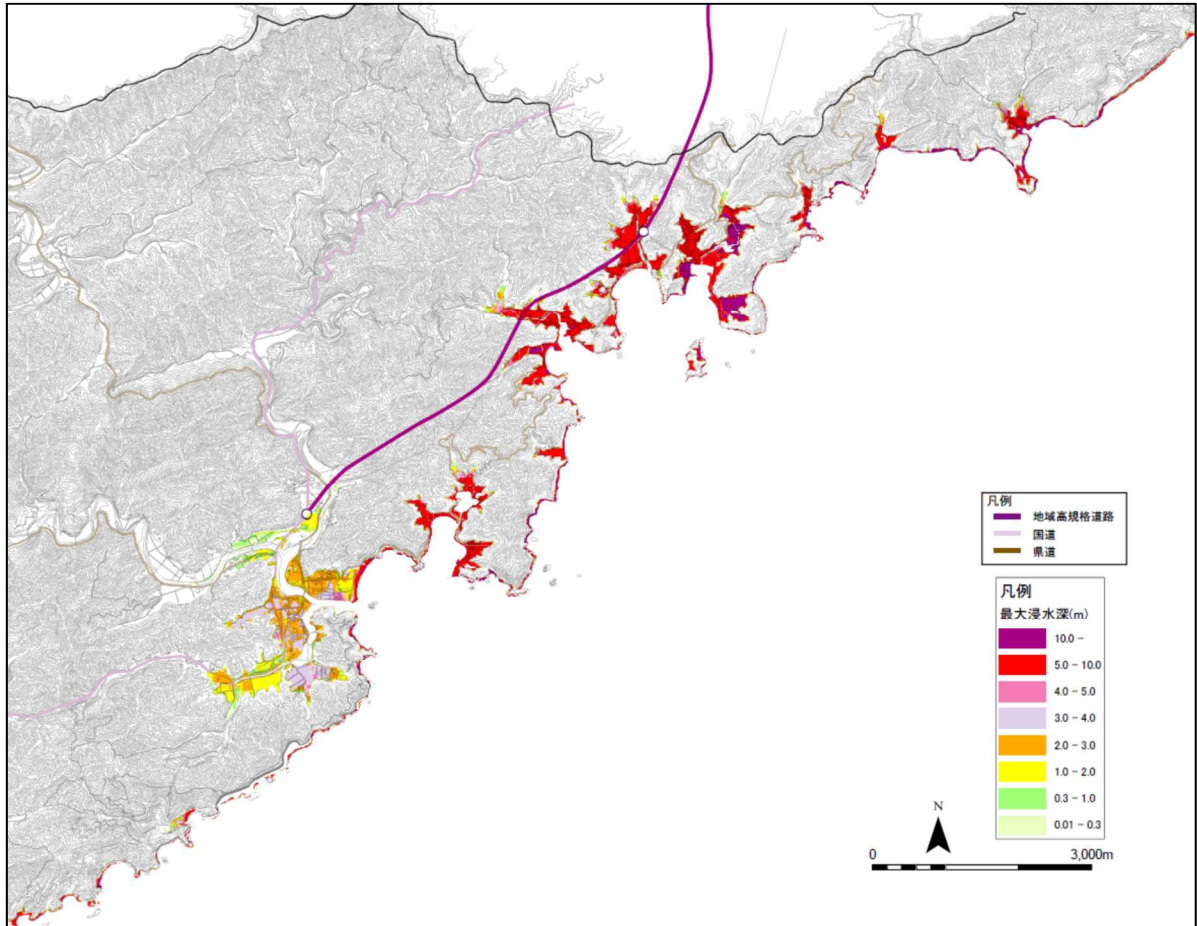 凡例
地域高規格道路
国道
県道
凡例
最大浸水深(m)
10.0 -
5.0 - 10.0
4.0 - 5.0
3.0 - 4.0
2.0 - 3.0
1.0 - 2.0
0.3 - 1.0
0.01 - 0.3
N
0 3,000m